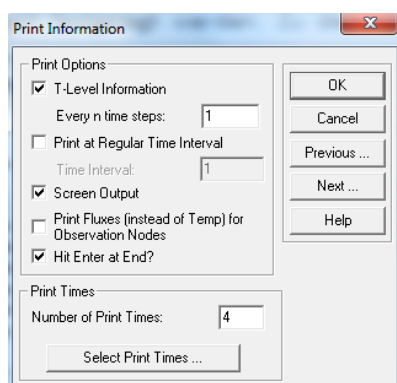 Print Information
Print Options
T-Level Information
Every n time steps: 1
Print at Regular Time Interval
Time Interval: 1
Screen Output
Print Fluxes (instead of Temp) for
Observation Nodes
Hit Enter at End?
OK
Cancel
Previous ...
Next ...
Help
Print Times
Number of Print Times: 4
Select Print Times ...